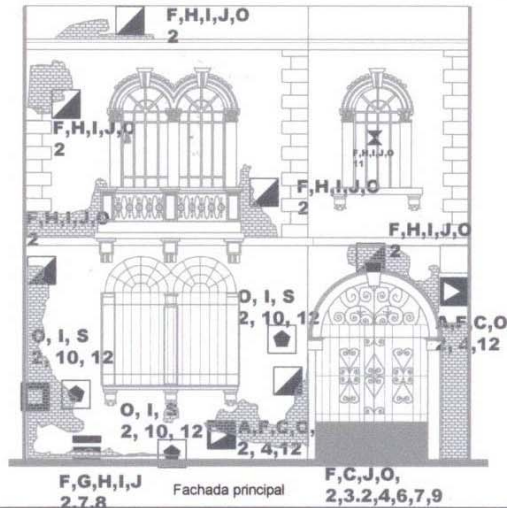 F,H,I,J,O
2
F,H,I,J,O
2
F,H,I,J,O
11
F,H,I,J,O
2
F,H,I,J,O
2
F,H,I,J,O
2
O, I, S
2, 10, 12
A,F,C,O
2, 4,12
O, I, S
2, 10, 12
O, I, S
2, 10, 12
A,F,C,O,
2, 4,12
F,G,H,I,J
2,7,8
Fachada principal
F,C,J,O,
2,3.2,4,6,7,9